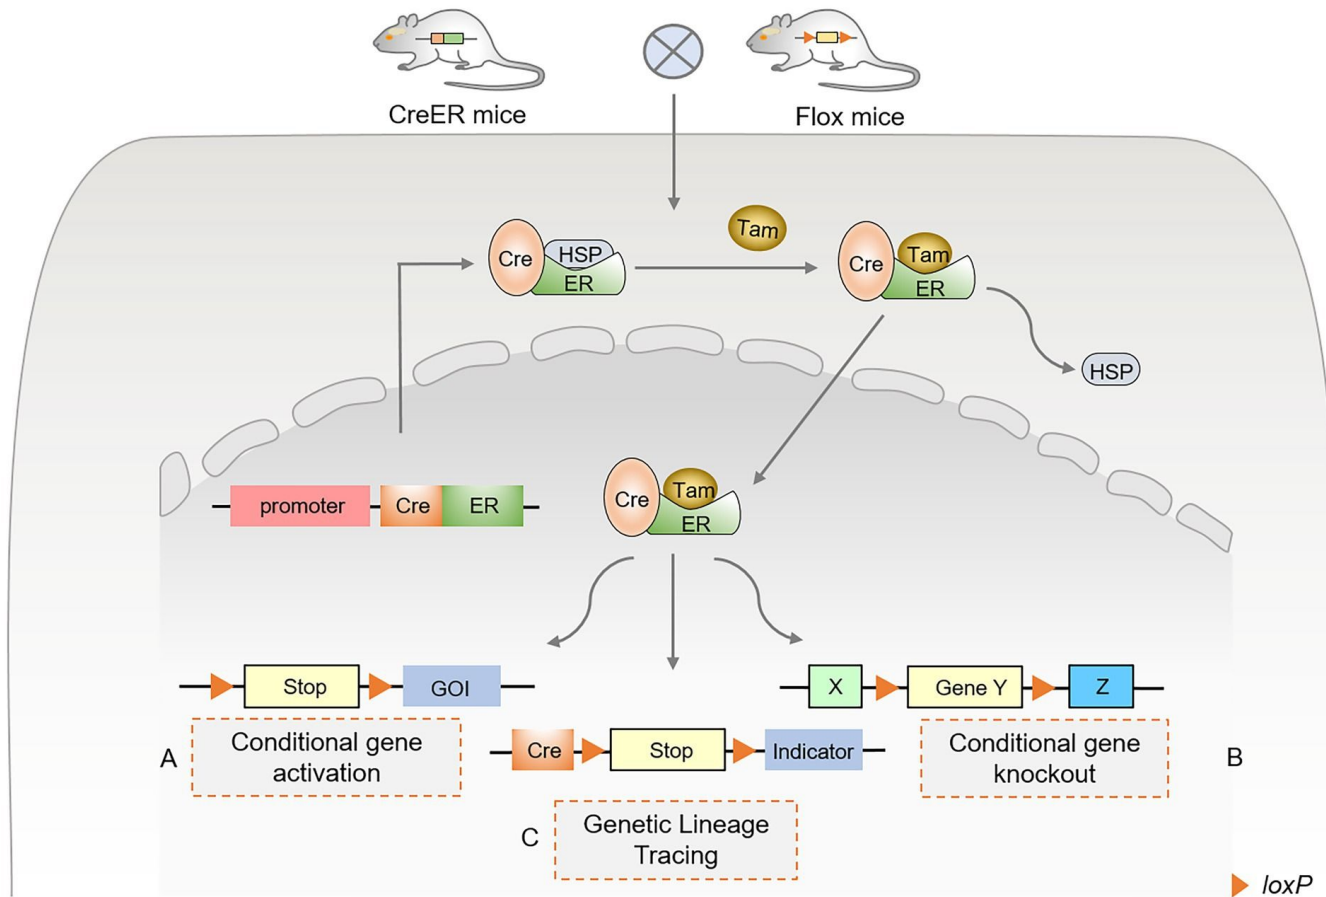 CreER mice
Flox mice
Tam
Cre
HSP
ER
Cre
Tam
ER
HSP
promoter
Cre
ER
Cre
Tam
ER
Stop
GOI
X
Gene Y
Z
A
Conditional gene
activation
Cre
Stop
Indicator
Conditional gene
knockout
B
C
Genetic Lineage
Tracing
loxP